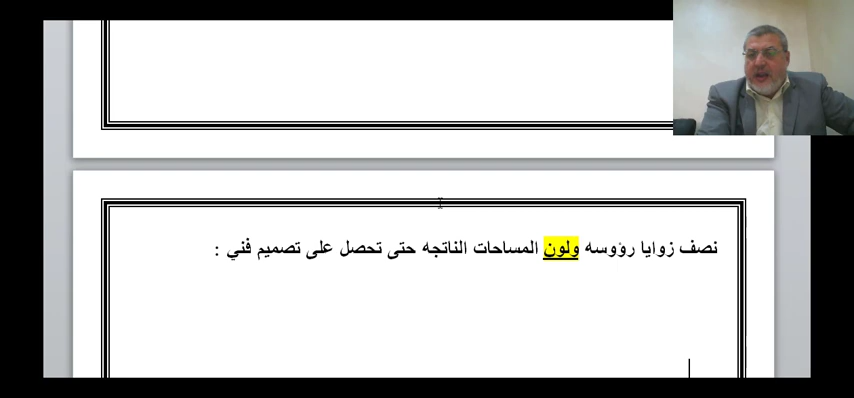 نصف زوايا رؤوسه ولون المساحات الناتجه حتى تحصل على تصميم فني :